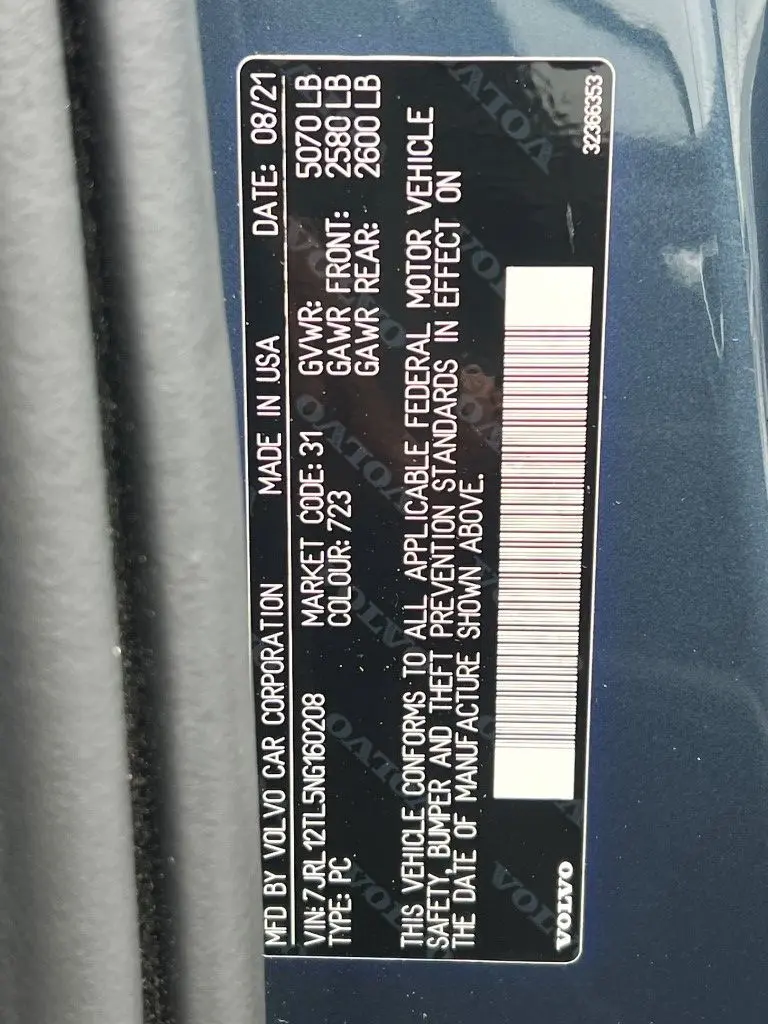 MFD BY VOLVO CAR CORPORATION MADE IN USA DATE: 08/21
VIN: 7JRL12TL5NG160208 MARKET CODE: 31 GVWR: 5070 LB
TYPE: PC COLOUR: 723 GAWR FRONT: 2580 LB
GAWR REAR: 2600 LB
THIS VEHICLE CONFORMS TO ALL APPLICABLE FEDERAL MOTOR VEHICLE
SAFETY, BUMPER AND THEFT PREVENTION STANDARDS IN EFFECT ON
THE DATE OF MANUFACTURE SHOWN ABOVE.
VOLVO
32366353